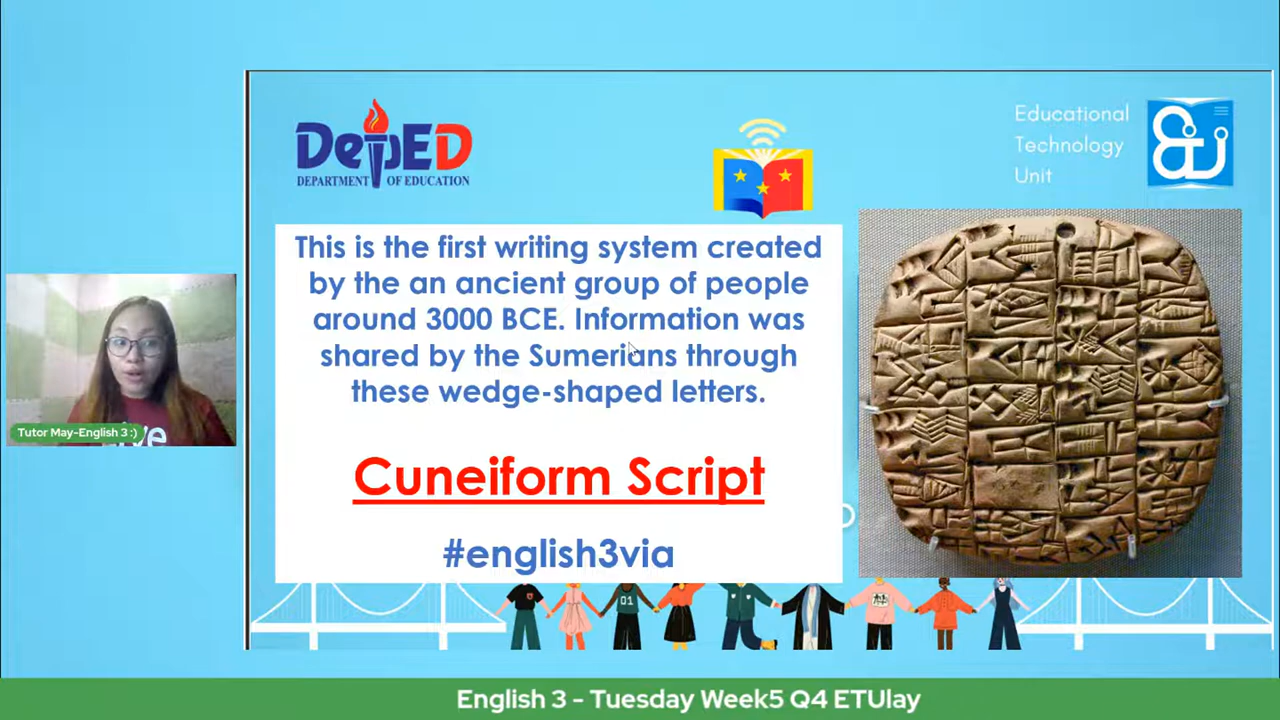 DepED
DEPARTMENT OF EDUCATION
Educational
Technology
Unit
This is the first writing system created
by the an ancient group of people
around 3000 BCE. Information was
shared by the Sumerians through
these wedge-shaped letters.
Cuneiform Script
#english3via
Tutor May-English 3 :)
01
English 3 - Tuesday Week5 Q4 ETUlay